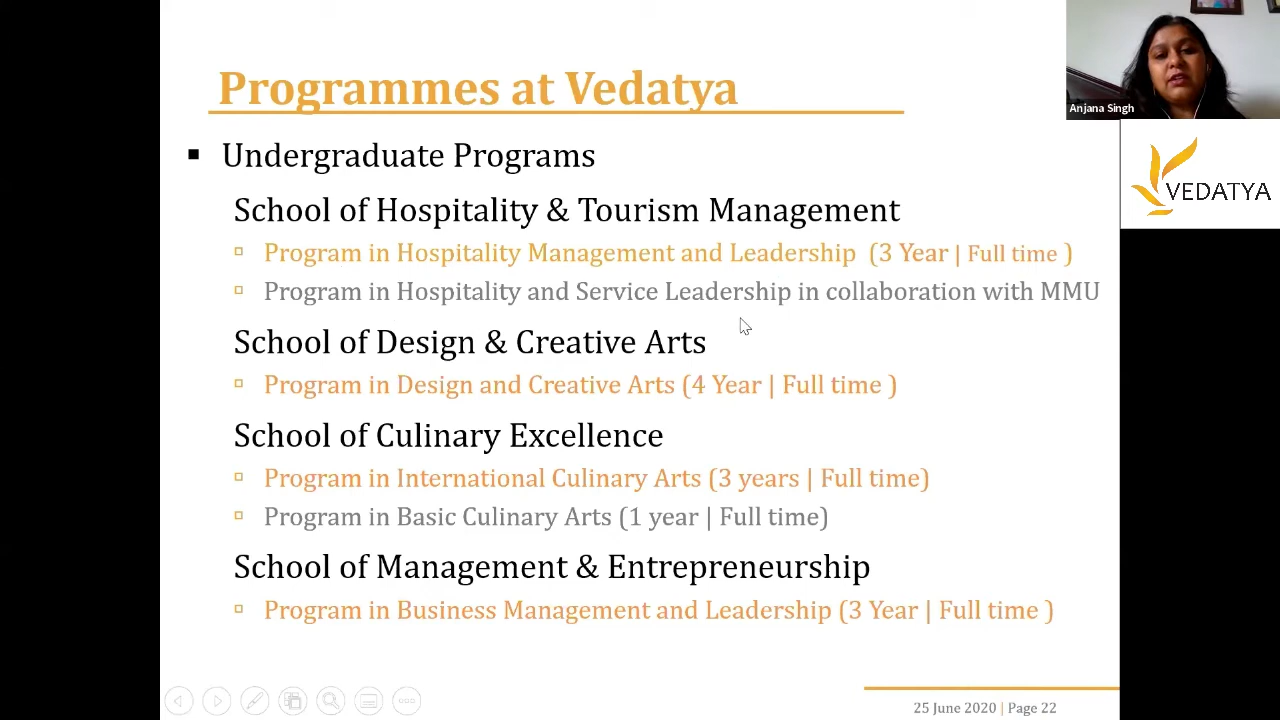 Programmes at Vedatya
Anjana Singh
VEDATYA
▪ Undergraduate Programs
School of Hospitality & Tourism Management
▫ Program in Hospitality Management and Leadership (3 Year | Full time )
▫ Program in Hospitality and Service Leadership in collaboration with MMU
School of Design & Creative Arts
▫ Program in Design and Creative Arts (4 Year | Full time )
School of Culinary Excellence
▫ Program in International Culinary Arts (3 years | Full time)
▫ Program in Basic Culinary Arts (1 year | Full time)
School of Management & Entrepreneurship
▫ Program in Business Management and Leadership (3 Year | Full time )
25 June 2020 | Page 22